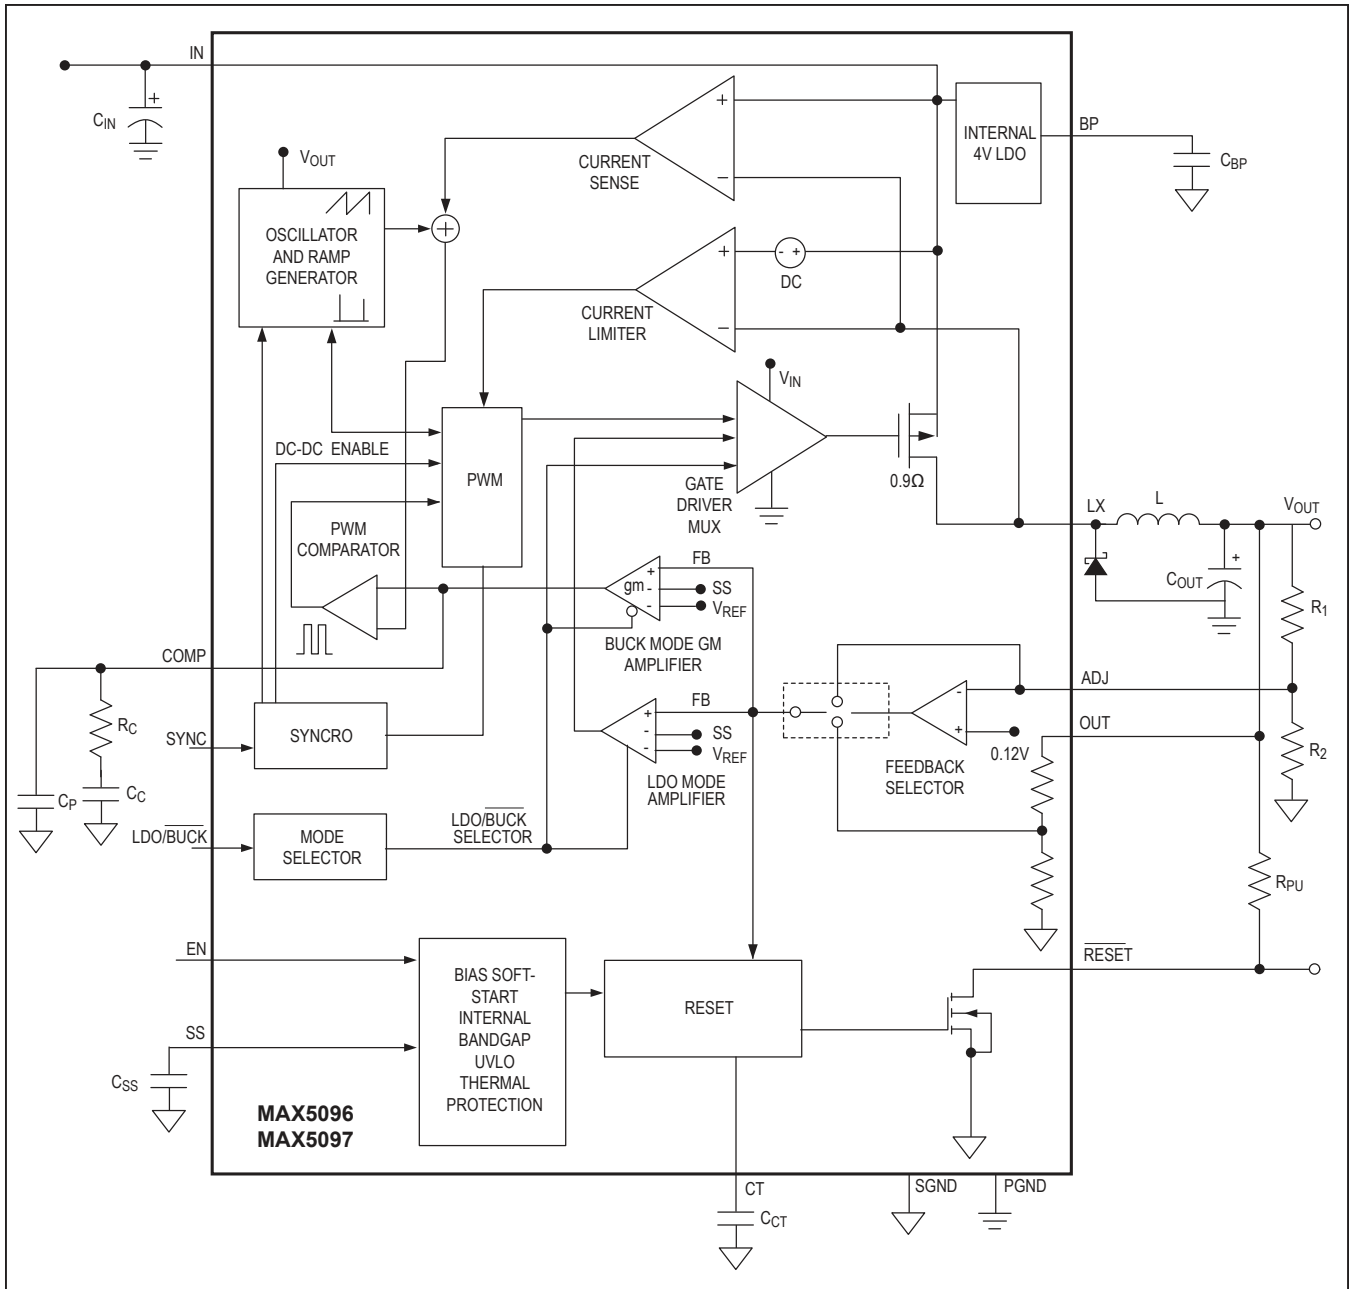 IN
C_IN
+
V_OUT
OSCILLATOR
AND RAMP
GENERATOR
+
+
−
CURRENT
SENSE
INTERNAL
4V LDO
BP
C_BP
+
- +
DC
−
CURRENT
LIMITER
V_IN
DC-DC ENABLE
PWM
GATE
DRIVER
MUX
0.9Ω
LX
L
V_OUT
PWM
COMPARATOR
FB
gm
+
-
-
SS
V_REF
BUCK MODE GM
AMPLIFIER
+
C_OUT
R_1
COMP
ADJ
R_C
SYNC
SYNCRO
FB
+
-
-
SS
V_REF
LDO MODE
AMPLIFIER
-
+
0.12V
FEEDBACK
SELECTOR
OUT
R_2
C_P
C_C
LDO/B̅U̅C̅K̅
MODE
SELECTOR
LDO/B̅U̅C̅K̅
SELECTOR
R_PU
EN
BIAS SOFT-
START
INTERNAL
BANDGAP
UVLO
THERMAL
PROTECTION
RESET
R̅E̅S̅E̅T̅
SS
C_SS
MAX5096
MAX5097
CT
C_CT
SGND
PGND